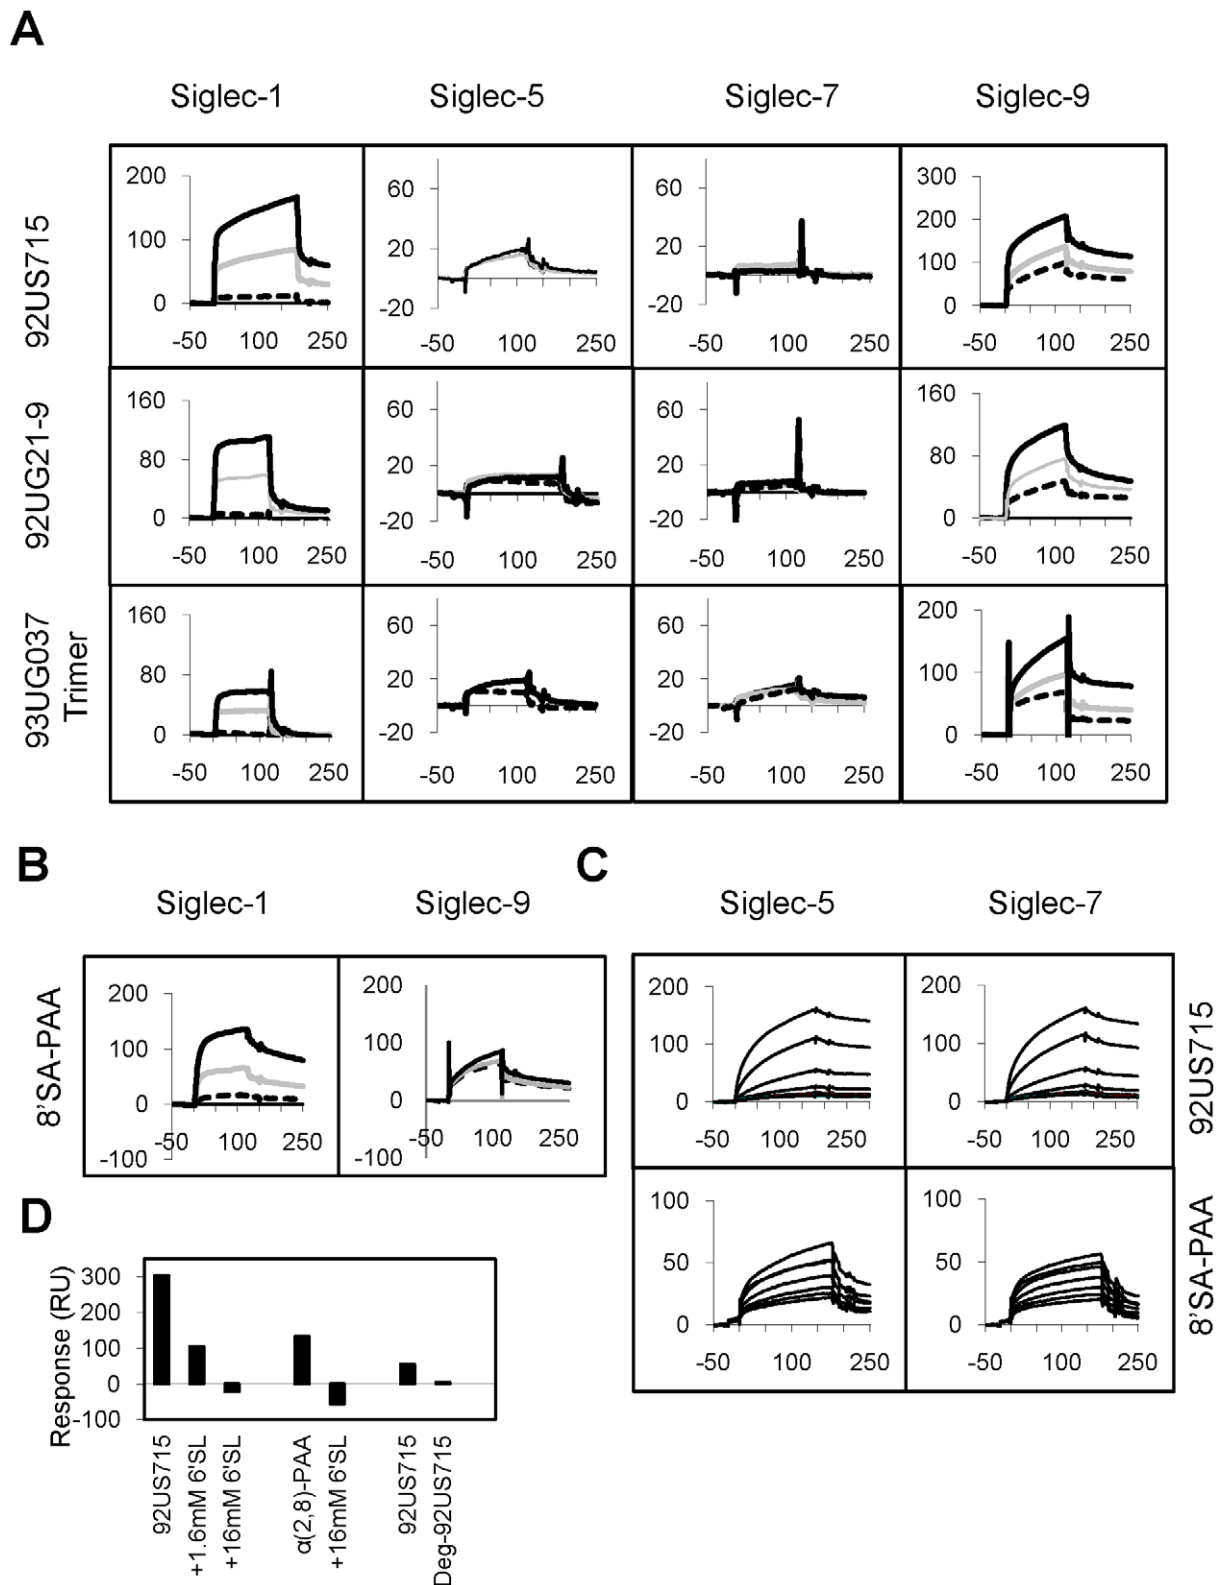 A
Siglec-1 Siglec-5 Siglec-7 Siglec-9
92US715
200
100
0
-50 100 250
60
20
-20
-50 100 250
60
20
-20
-50 100 250
300
200
100
0
-50 100 250
92UG21-9
160
80
0
-50 100 250
60
20
-20
-50 100 250
60
20
-20
-50 100 250
160
80
0
-50 100 250
93UG037
Trimer
160
80
0
-50 100 250
60
20
-20
-50 100 250
60
20
-20
-50 100 250
200
100
0
-50 100 250
B
Siglec-1 Siglec-9
8'SA-PAA
200
100
0
-100
-50 100 250
200
100
0
-100
-50 100 250
C
Siglec-5 Siglec-7
200
100
0
-50 100 250
200
100
0
-50 100 250
92US715
100
50
0
-50 100 250
100
50
0
-50 100 250
8'SA-PAA
D
Response (RU)
300
200
100
0
-100
92US715
+1.6mM 6'SL
+16mM 6'SL
α(2,8)-PAA
+16mM 6'SL
92US715
Deg-92US715